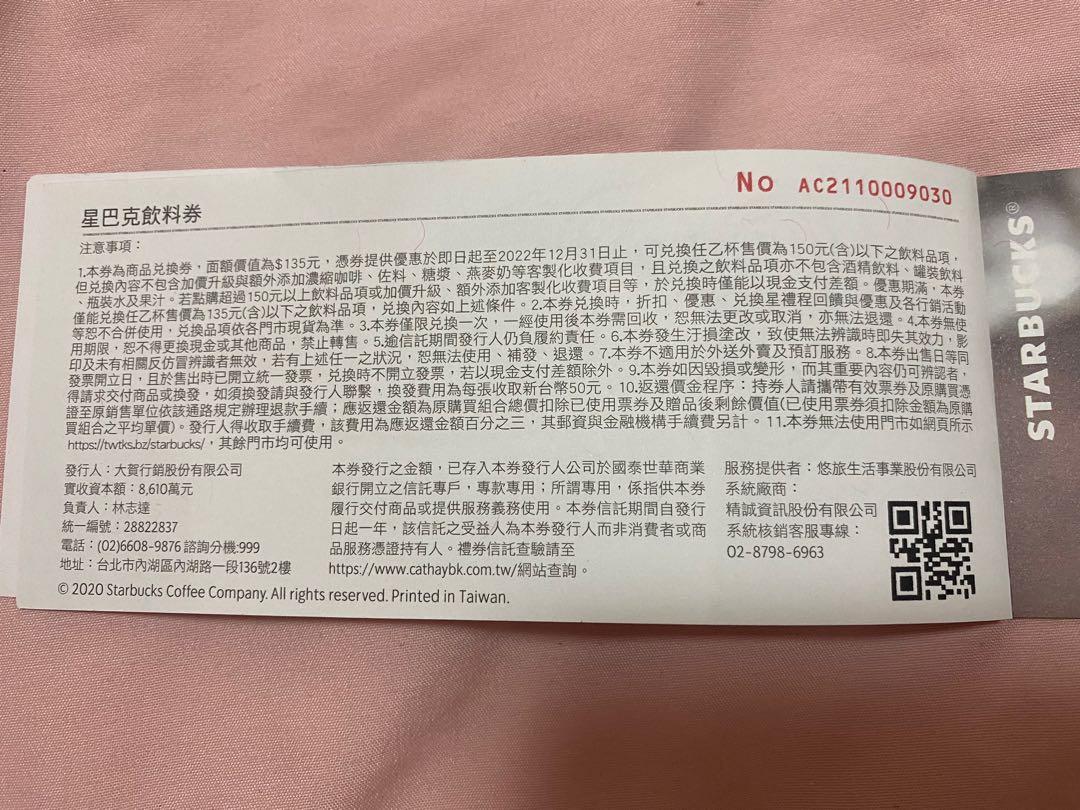 No AC2110009030
星巴克飲料券
注意事項：
1.本券為商品兌換券，面額價值為$135元，憑券提供優惠於即日起至2022年12月31日止，可兌換任乙杯售價為150元(含)以下之飲料品項，
但兌換內容不包含加價升級與額外添加濃縮咖啡、佐料、糖漿、燕麥奶等客製化收費項目，且兌換之飲料品項亦不包含酒精飲料、罐裝飲料
、瓶裝水及果汁。若點購超過150元以上飲料品項或加價升級、額外添加客製化收費項目等，於兌換時僅能以現金支付差額。優惠期滿，本券
僅能兌換任乙杯售價為135元(含)以下之飲料品項，兌換內容如上述條件。2.本券兌換時，折扣、優惠、兌換星禮程回饋與優惠及各行銷活動
等恕不合併使用，兌換品項依各門市現貨為準。3.本券僅限兌換一次，一經使用後本券需回收，恕無法更改或取消，亦無法退還。4.本券無使
用期限，恕不得更換現金或其他商品，禁止轉售。5.逾信託期間發行人仍負履約責任。6.本券發生汙損塗改，致使無法辨識時即失其效力，影
印及未有相關反仿冒辨識者無效，若有上述任一之狀況，恕無法使用、補發、退還。7.本券不適用於外送外賣及預訂服務。8.本券出售日等同
發票開立日，且於售出時已開立統一發票，兌換時不開立發票，若以現金支付差額除外。9.本券如因毀損或變形，而其重要內容仍可辨認者，
得請求交付商品或換發，如須換發請與發行人聯繫，換發費用為每張收取新台幣50元。10.返還價金程序：持券人請攜帶有效票券及原購買憑
證至原銷售單位依該通路規定辦理退款手續；應返還金額為原購買組合總價扣除已使用票券及贈品後剩餘價值(已使用票券須扣除金額為原購
買組合之平均單價)。發行人得收取手續費，該費用為應返還金額百分之三，其郵資與金融機構手續費另計。11.本券無法使用門市如網頁所示
https://twtks.bz/starbucks/，其餘門市均可使用。
發行人：大賀行銷股份有限公司
實收資本額：8,610萬元
負責人：林志達
統一編號：28822837
電話：(02)6608-9876 諮詢分機:999
地址：台北市內湖區內湖路一段136號2樓
本券發行之金額，已存入本券發行人公司於國泰世華商業
銀行開立之信託專戶，專款專用；所謂專用，係指供本券
履行交付商品或提供服務義務使用。本券信託期間自發行
日起一年，該信託之受益人為本券發行人而非消費者或商
品服務憑證持有人。禮券信託查驗請至
https://www.cathaybk.com.tw/網站查詢。
服務提供者：悠旅生活事業股份有限公司
系統廠商：
精誠資訊股份有限公司
系統核銷客服專線：
02-8798-6963
© 2020 Starbucks Coffee Company. All rights reserved. Printed in Taiwan.
STARBUCKS®